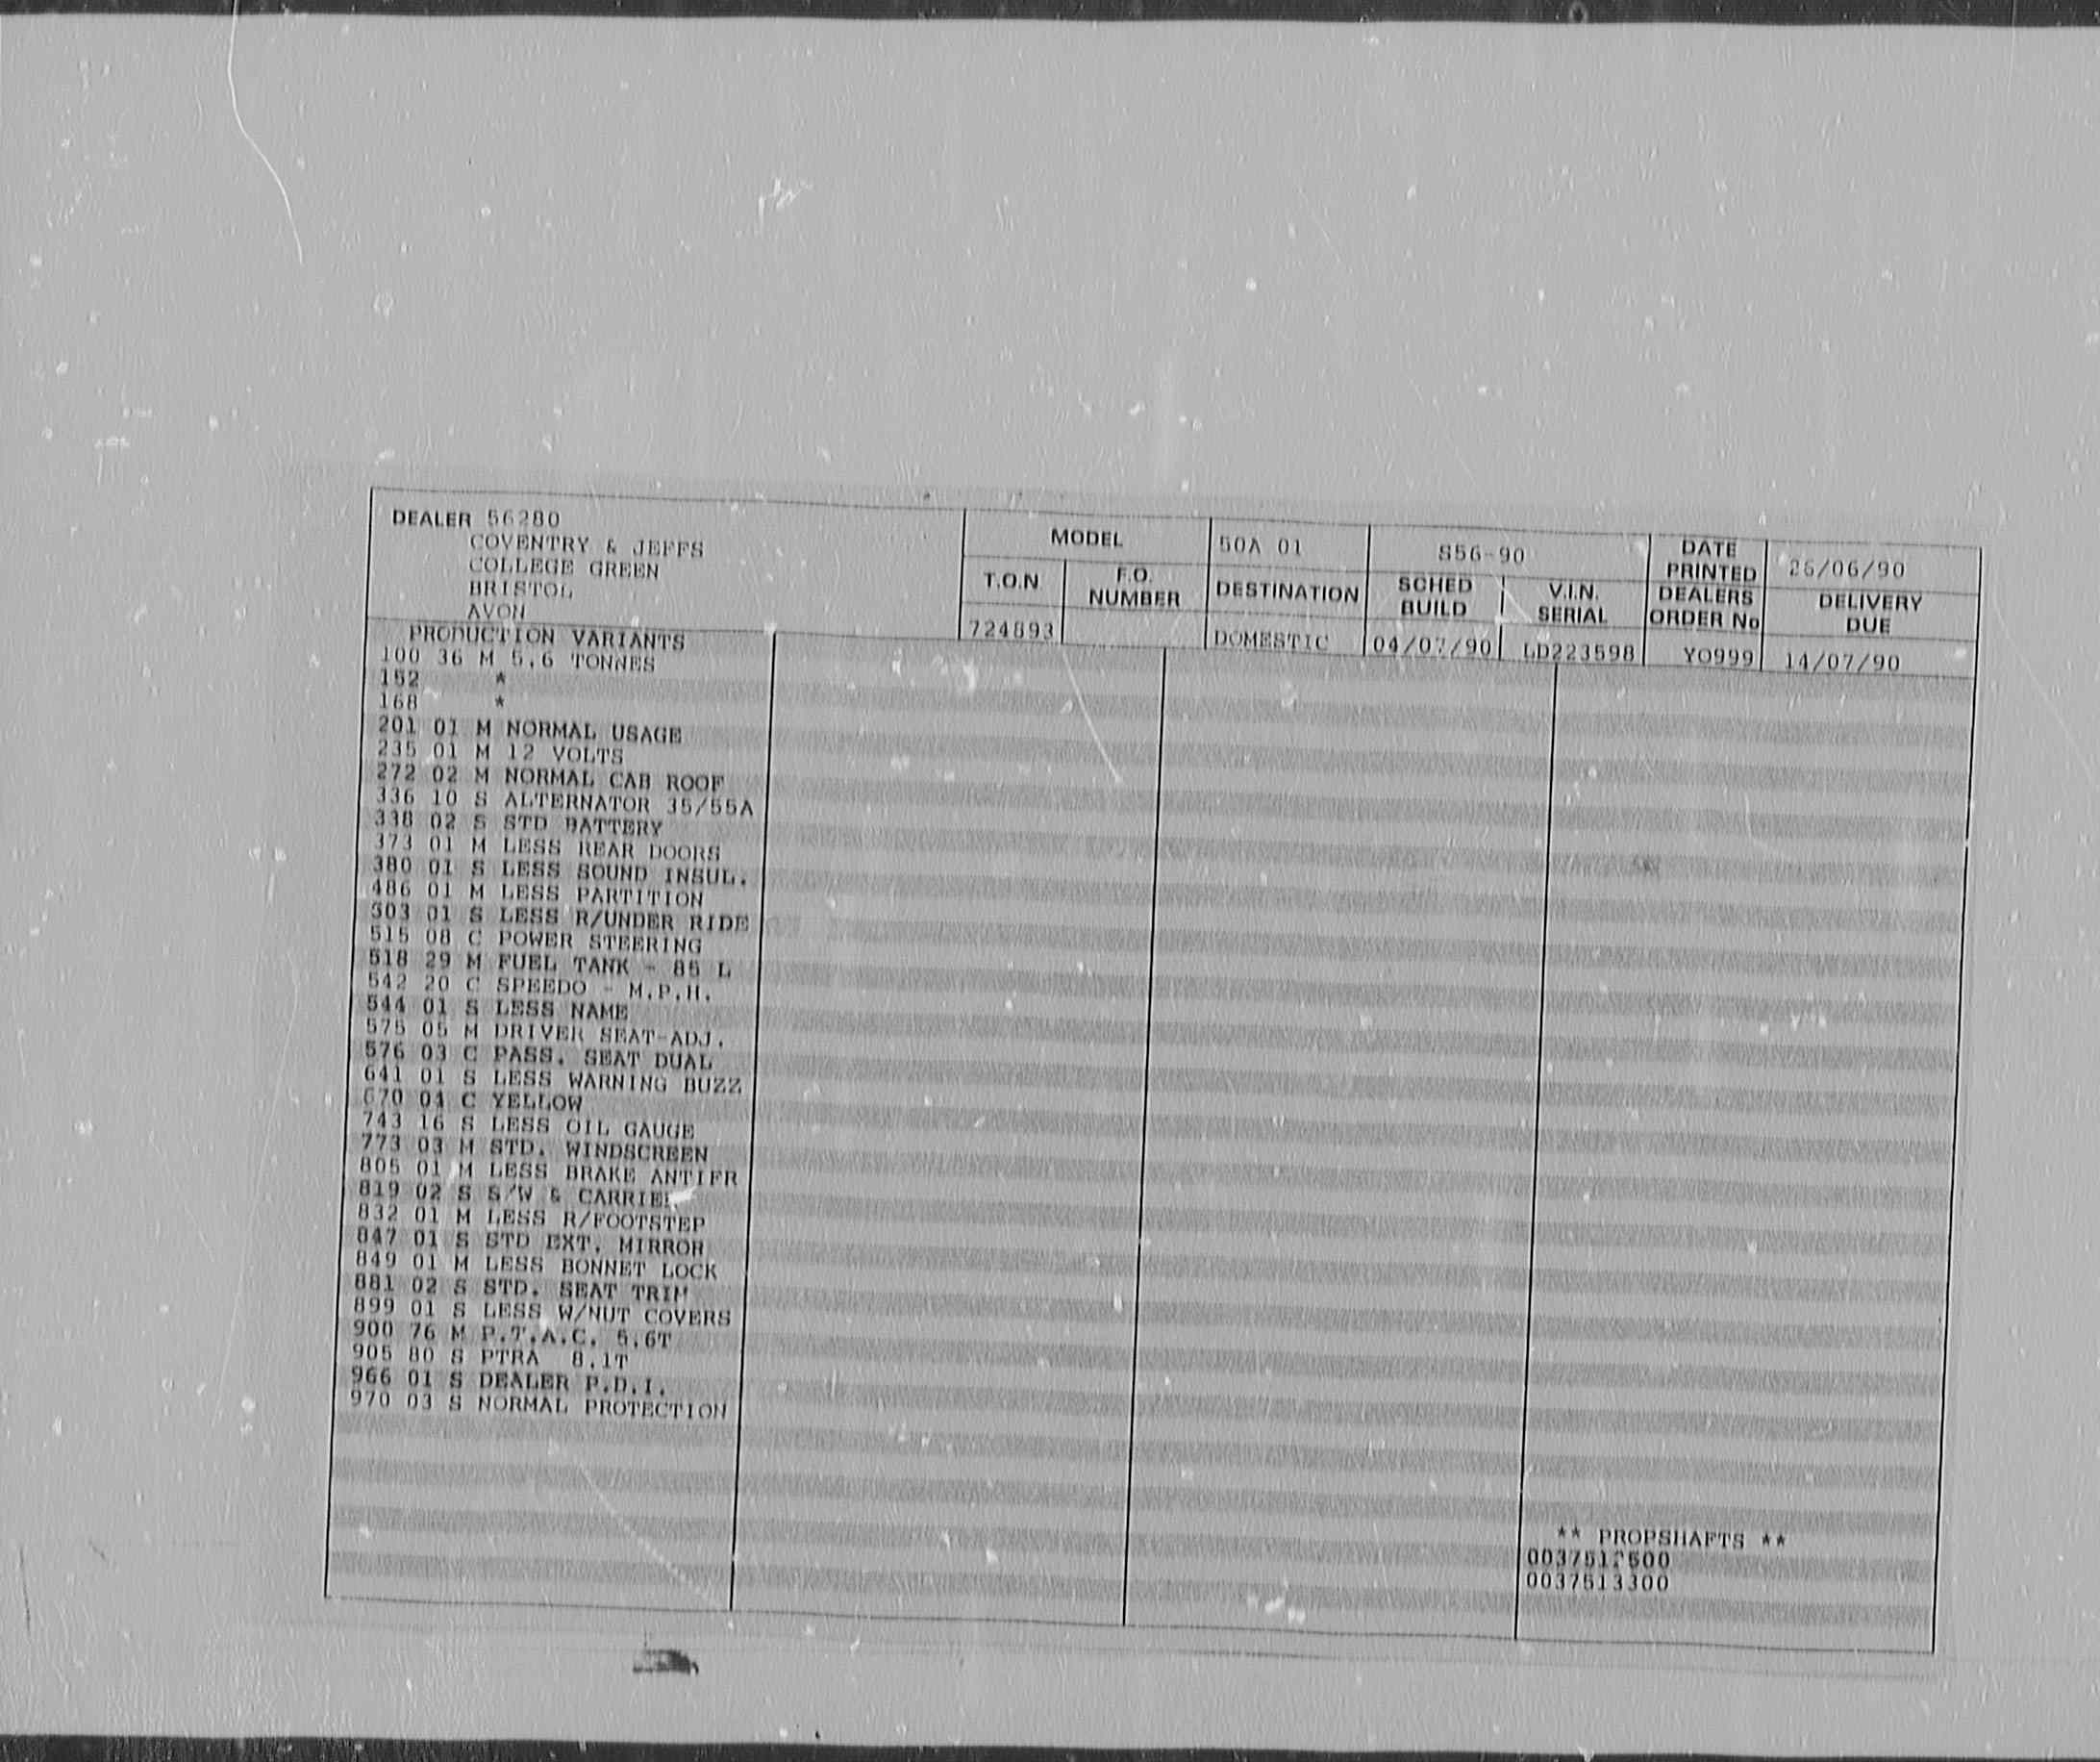 DEALER 56280
COVENTRY & JEFFS
COLLEGE GREEN
BRISTOL
AVON
MODEL 50A 01 S56-90 DATE PRINTED 26/06/90
T.O.N. F.O. NUMBER DESTINATION SCHED BUILD V.I.N. SERIAL DEALERS ORDER No DELIVERY DUE
724893 DOMESTIC 04/07/90 LD223598 YO999 14/07/90
PRODUCTION VARIANTS
100 36 M 5.6 TONNES
152 *
168 *
201 01 M NORMAL USAGE
235 01 M 12 VOLTS
272 02 M NORMAL CAB ROOF
336 10 S ALTERNATOR 35/55A
338 02 S STD BATTERY
373 01 M LESS REAR DOORS
380 01 S LESS SOUND INSUL.
486 01 M LESS PARTITION
503 01 S LESS R/UNDER RIDE
515 08 C POWER STEERING
518 29 M FUEL TANK - 85 L
542 20 C SPEEDO - M.P.H.
544 01 S LESS NAME
575 05 M DRIVER SEAT-ADJ.
576 03 C PASS. SEAT DUAL
641 01 S LESS WARNING BUZZ
670 04 C YELLOW
743 16 S LESS OIL GAUGE
773 03 M STD. WINDSCREEN
805 01 M LESS BRAKE ANTIFR
819 02 S S/W & CARRIER
832 01 M LESS R/FOOTSTEP
847 01 S STD EXT. MIRROR
849 01 M LESS BONNET LOCK
881 02 S STD. SEAT TRIM
899 01 S LESS W/NUT COVERS
900 76 M P.T.A.C. 5.6T
905 80 S PTRA 8.1T
966 01 S DEALER P.D.I.
970 03 S NORMAL PROTECTION
** PROPSHAFTS **
0037512500
0037513300